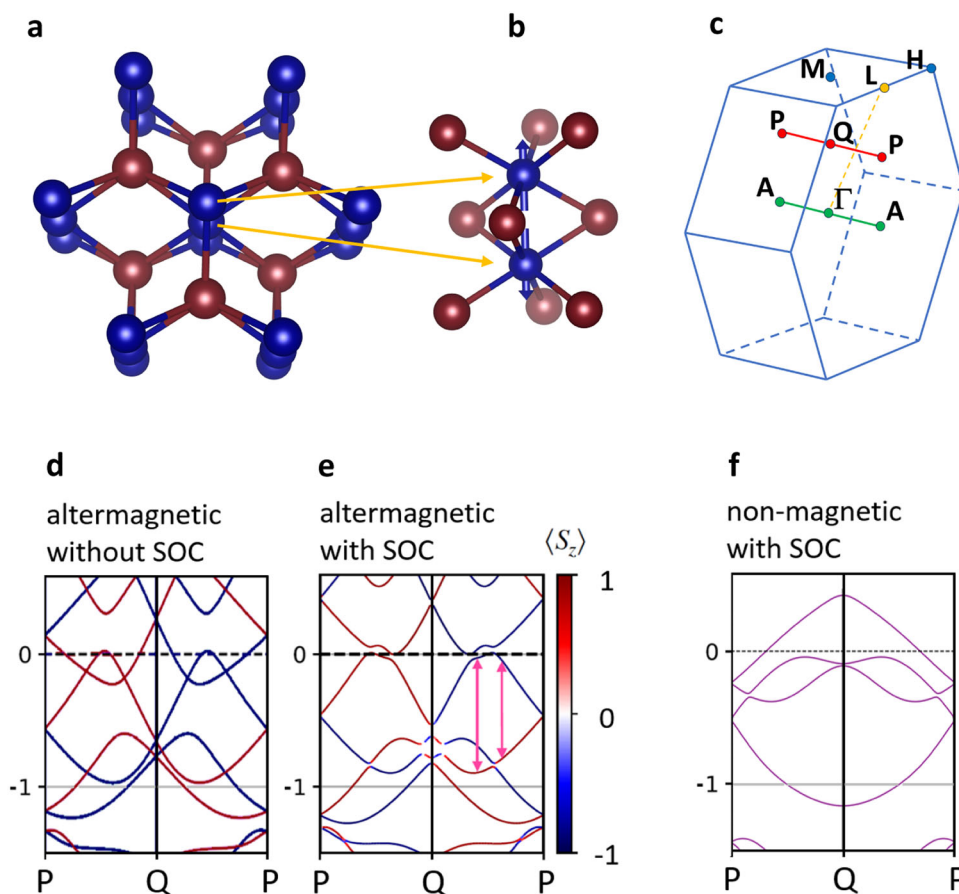 a
b
c
M
L
H
P
Q
P
A
Γ
A
d
altermagnetic
without SOC
0
-1
P
Q
P
e
altermagnetic
with SOC
⟨Sz⟩
0
-1
P
Q
P
1
0
-1
f
non-magnetic
with SOC
0
-1
P
Q
P